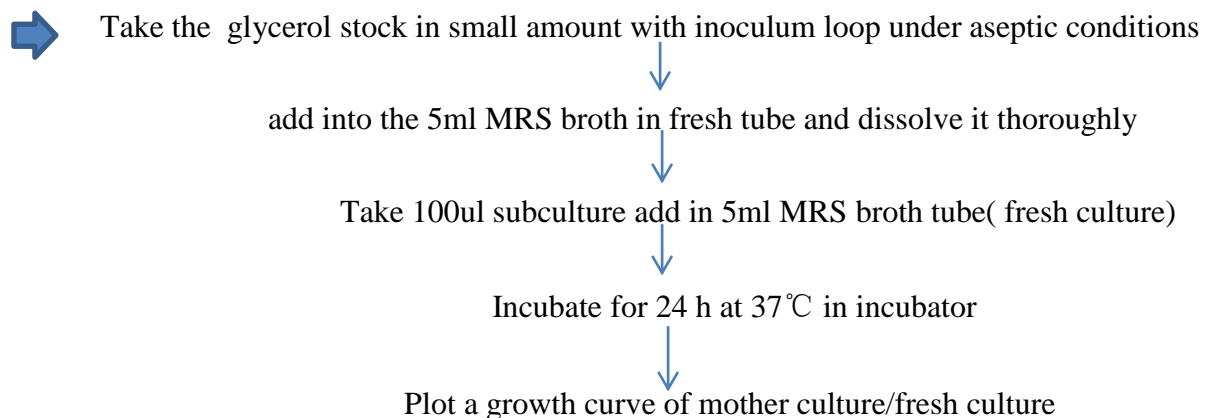 Take the glycerol stock in small amount with inoculum loop under aseptic conditions
add into the 5ml MRS broth in fresh tube and dissolve it thoroughly
Take 100ul subculture add in 5ml MRS broth tube( fresh culture)
Incubate for 24 h at 37℃ in incubator
Plot a growth curve of mother culture/fresh culture